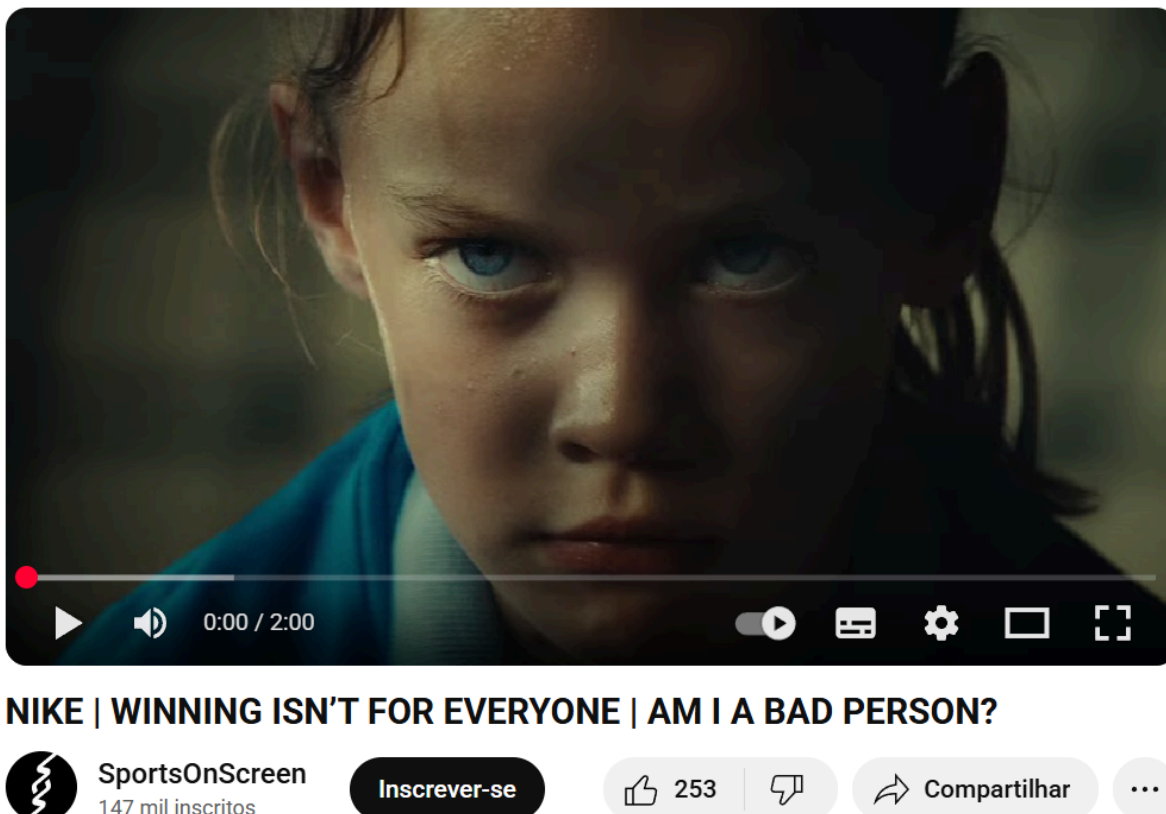 0:00 / 2:00
NIKE | WINNING ISN’T FOR EVERYONE | AM I A BAD PERSON?
SportsOnScreen
147 mil inscritos
Inscrever-se
253
Compartilhar